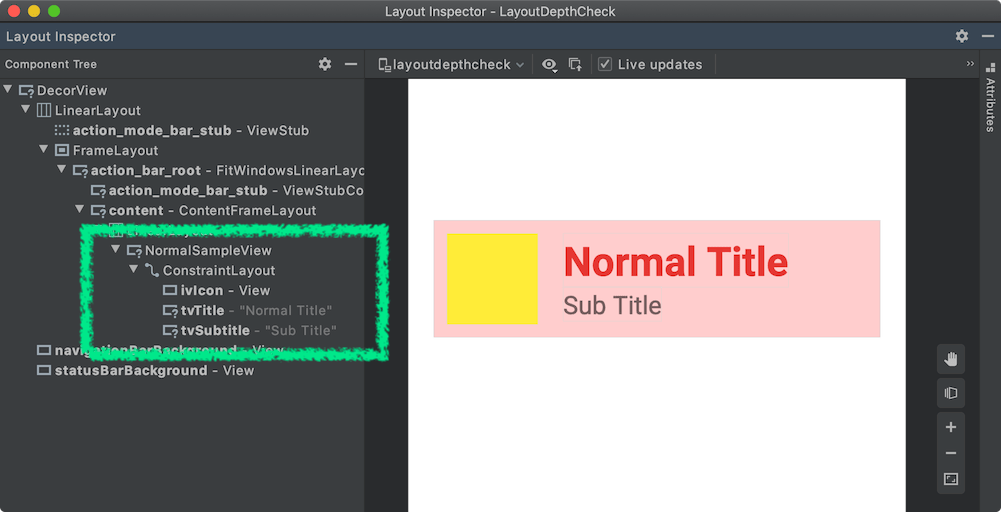 Layout Inspector - LayoutDepthCheck
Layout Inspector
Component Tree
layoutdepthcheck
Live updates
Attributes
DecorView
LinearLayout
action_mode_bar_stub - ViewStub
FrameLayout
action_bar_root - FitWindowsLinearLayo
action_mode_bar_stub - ViewStubCo
content - ContentFrameLayout
NormalSampleView
ConstraintLayout
ivIcon - View
tvTitle - "Normal Title"
tvSubtitle - "Sub Title"
navigationBarBackground - View
statusBarBackground - View
Normal Title
Sub Title